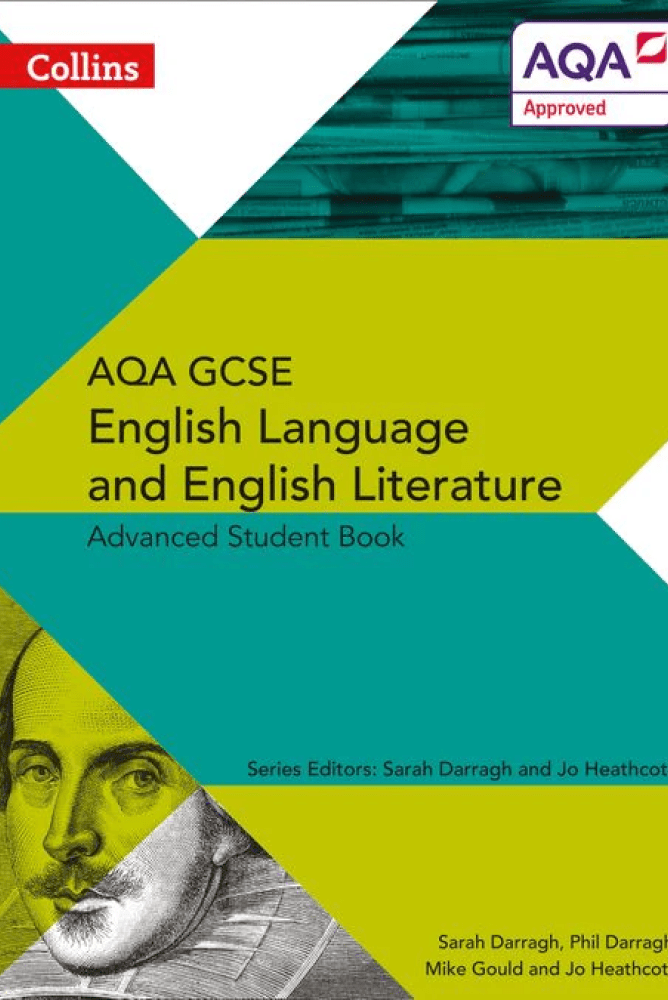 Collins
AQA
Approved
AQA GCSE
English Language
and English Literature
Advanced Student Book
Series Editors: Sarah Darragh and Jo Heathcot
Sarah Darragh, Phil Darragh
Mike Gould and Jo Heathcot